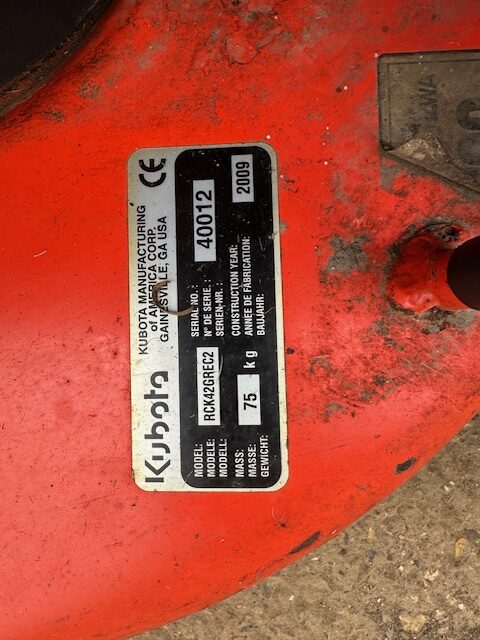 Kubota
KUBOTA MANUFACTURING
of AMERICA CORP.
GAINESVILLE, GA USA
CE
MODEL:
MODELE:
MODELL:
RCK42GREC2
SERIAL NO.:
N° DE SERIE.:
SERIEN-NR.:
40012
MASS:
MASSE:
GEWICHT:
75 kg
CONSTRUCTION YEAR:
ANNEE DE FABRICATION:
BAUJAHR:
2009
LWA